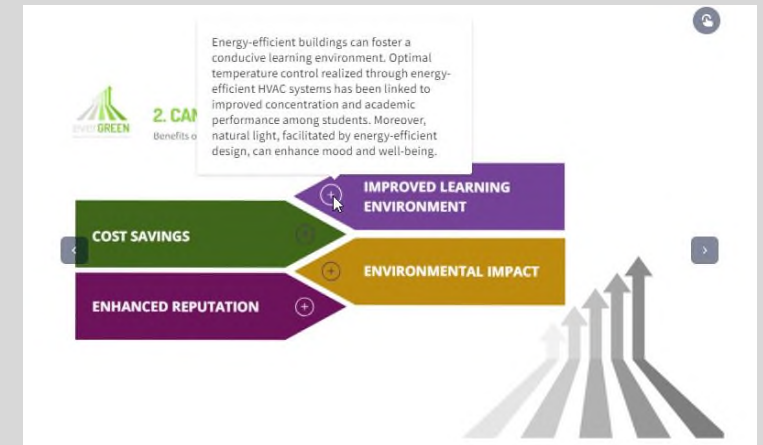 Energy-efficient buildings can foster a
conducive learning environment. Optimal
temperature control realized through energy-
efficient HVAC systems has been linked to
improved concentration and academic
performance among students. Moreover,
natural light, facilitated by energy-efficient
design, can enhance mood and well-being.
everGREEN
2. CAM
Benefits o
IMPROVED LEARNING
ENVIRONMENT
COST SAVINGS
ENVIRONMENTAL IMPACT
ENHANCED REPUTATION